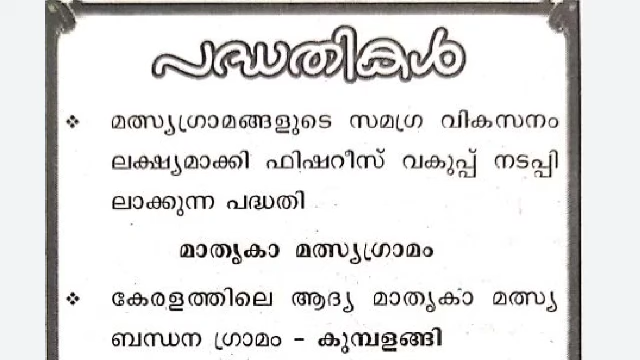 പദ്ധതികൾ
❖ മത്സ്യഗ്രാമങ്ങളുടെ സമഗ്ര വികസനം
ലക്ഷ്യമാക്കി ഫിഷറീസ് വകുപ്പ് നടപ്പി
ലാക്കുന്ന പദ്ധതി
മാതൃകാ മത്സ്യഗ്രാമം
❖ കേരളത്തിലെ ആദ്യ മാതൃകാ മത്സ്യ
ബന്ധന ഗ്രാമം - കുമ്പളങ്ങി